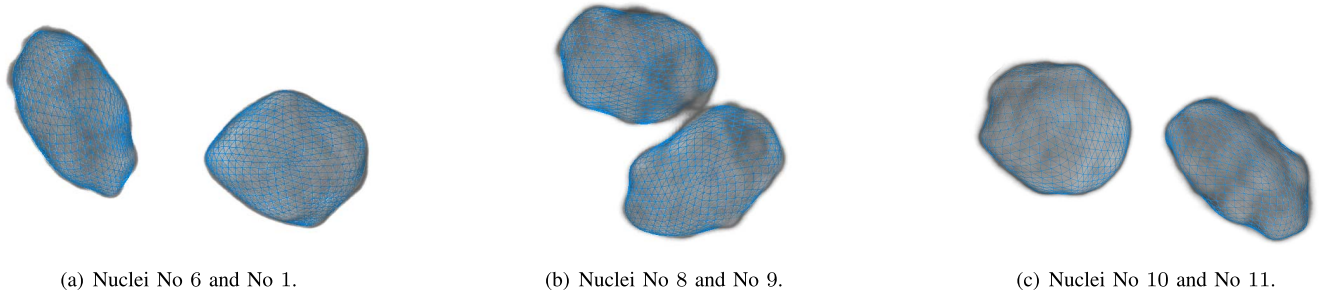 (a) Nuclei No 6 and No 1.
(b) Nuclei No 8 and No 9.
(c) Nuclei No 10 and No 11.